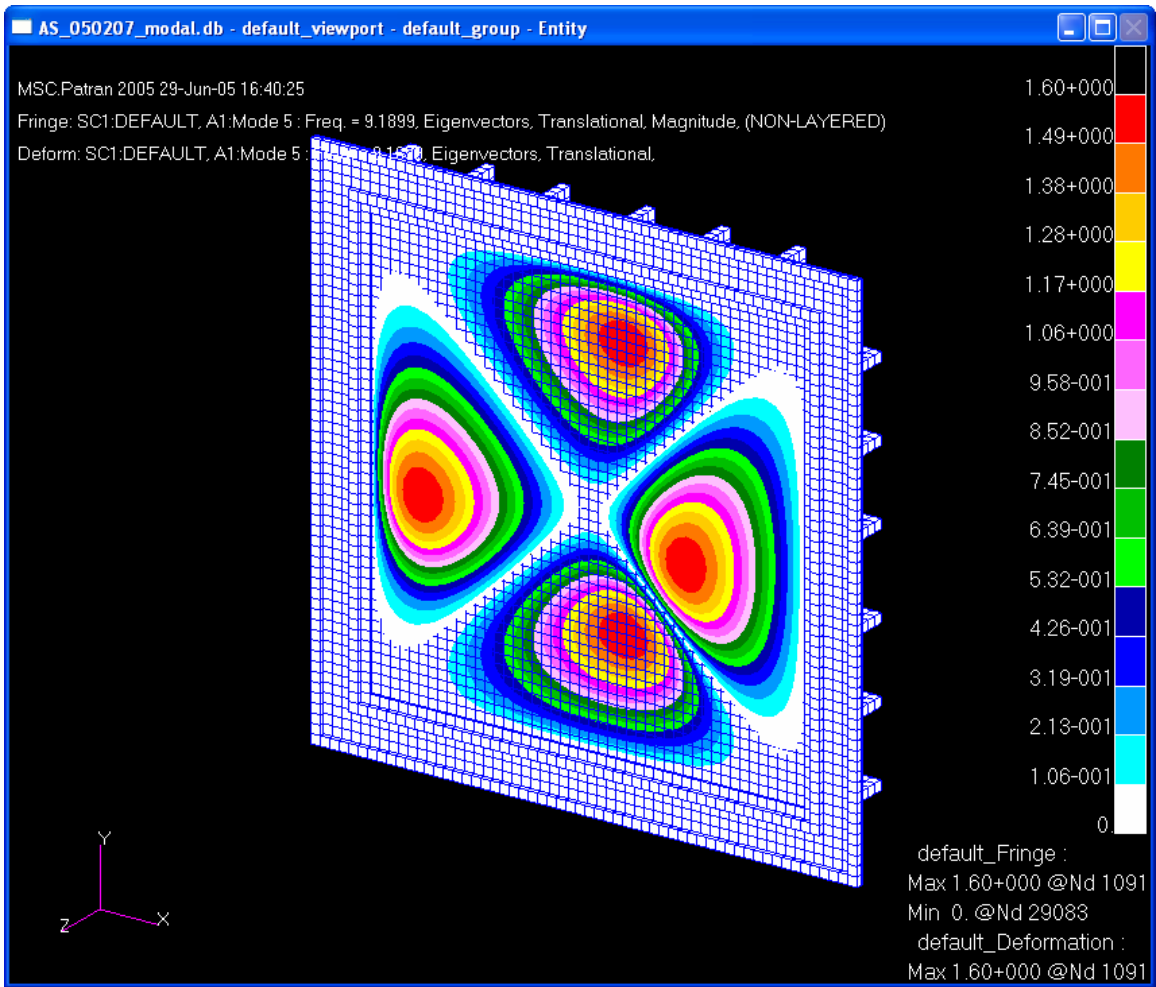 AS_050207_modal.db - default_viewport - default_group - Entity
MSC.Patran 2005 29-Jun-05 16:40:25
Fringe: SC1:DEFAULT, A1:Mode 5 : Freq. = 9.1899, Eigenvectors, Translational, Magnitude, (NON-LAYERED)
Deform: SC1:DEFAULT, A1:Mode 5 : Eigenvectors, Translational,
1.60+000
1.49+000
1.38+000
1.28+000
1.17+000
1.06+000
9.58-001
8.52-001
7.45-001
6.39-001
5.32-001
4.26-001
3.19-001
2.13-001
1.06-001
0.
default_Fringe :
Max 1.60+000 @Nd 1091
Min 0. @Nd 29083
default_Deformation :
Max 1.60+000 @Nd 1091
Y
Z
X